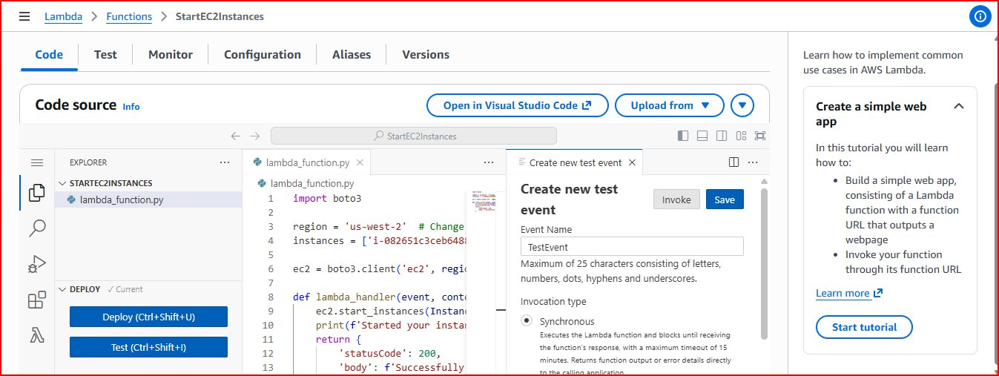 Lambda > Functions > StartEC2Instances
Code Test Monitor Configuration Aliases Versions
Code source Info
Open in Visual Studio Code
Upload from
StartEC2Instances
EXPLORER
STARTEC2INSTANCES
lambda_function.py
DEPLOY ✓ Current
Deploy (Ctrl+Shift+U)
Test (Ctrl+Shift+I)
lambda_function.py
lambda_function.py
1 import boto3
2
3 region = 'us-west-2' # Change
4 instances = ['i-082651c3ceb648
5
6 ec2 = boto3.client('ec2', regio
7
8 def lambda_handler(event, conte
9 ec2.start_instances(Instan
10 print(f'Started your instan
11 return {
12 'statusCode': 200,
13 'body': f'Successfully
Create new test event
Create new test
event
Invoke
Save
Event Name
TestEvent
Maximum of 25 characters consisting of letters,
numbers, dots, hyphens and underscores.
Invocation type
Synchronous
Executes the Lambda function and blocks until receiving
the function's response, with a maximum timeout of 15
minutes. Returns function output or error details directly
to the calling application.
Learn how to implement common
use cases in AWS Lambda.
Create a simple web
app
In this tutorial you will learn
how to:
• Build a simple web app,
consisting of a Lambda
function with a function
URL that outputs a
webpage
• Invoke your function
through its function URL
Learn more
Start tutorial